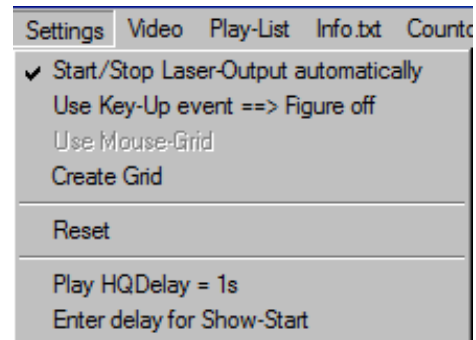 Settings Video Play-List Info.txt
Start/Stop Laser-Output automatically
Use Key-Up event ==> Figure off
Use Mouse-Grid
Create Grid
Reset
Play HQDelay = 1s
Enter delay for Show-Start